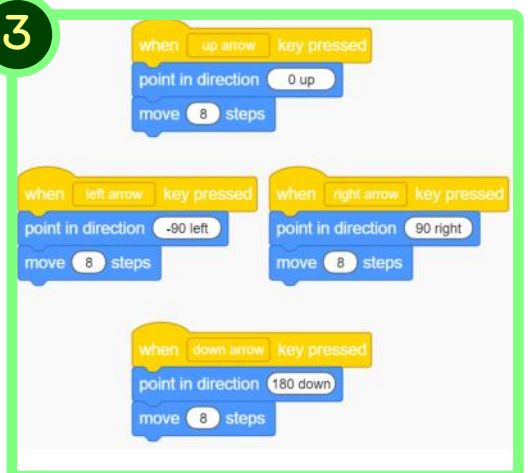 3
when up arrow key pressed
point in direction 0 up
move 8 steps
when left arrow key pressed
point in direction -90 left
move 8 steps
when right arrow key pressed
point in direction 90 right
move 8 steps
when down arrow key pressed
point in direction 180 down
move 8 steps